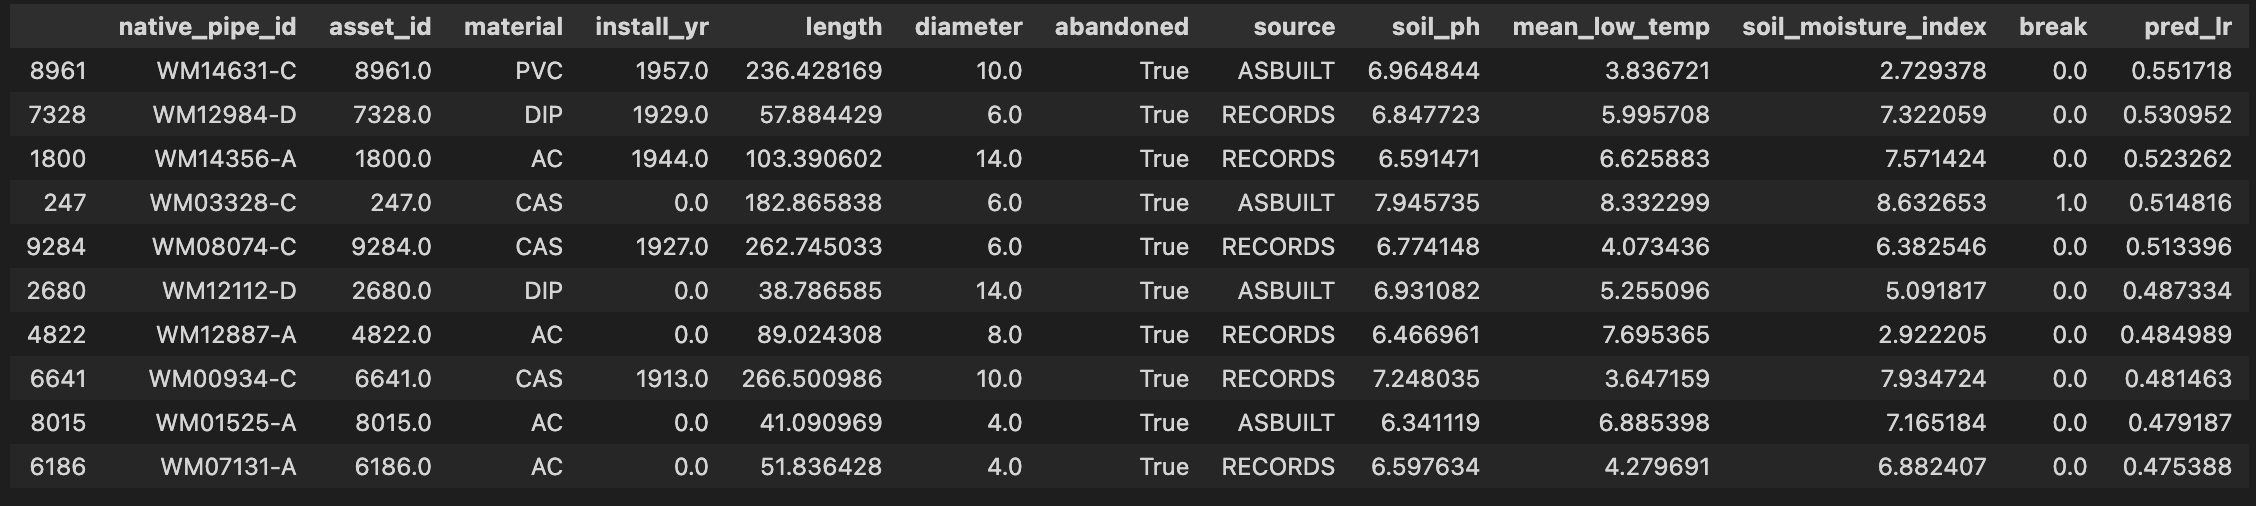 native_pipe_id asset_id material install_yr length diameter abandoned source soil_ph mean_low_temp soil_moisture_index break pred_lr
8961 WM14631-C 8961.0 PVC 1957.0 236.428169 10.0 True ASBUILT 6.964844 3.836721 2.729378 0.0 0.551718
7328 WM12984-D 7328.0 DIP 1929.0 57.884429 6.0 True RECORDS 6.847723 5.995708 7.322059 0.0 0.530952
1800 WM14356-A 1800.0 AC 1944.0 103.390602 14.0 True RECORDS 6.591471 6.625883 7.571424 0.0 0.523262
247 WM03328-C 247.0 CAS 0.0 182.865838 6.0 True ASBUILT 7.945735 8.332299 8.632653 1.0 0.514816
9284 WM08074-C 9284.0 CAS 1927.0 262.745033 6.0 True RECORDS 6.774148 4.073436 6.382546 0.0 0.513396
2680 WM12112-D 2680.0 DIP 0.0 38.786585 14.0 True ASBUILT 6.931082 5.255096 5.091817 0.0 0.487334
4822 WM12887-A 4822.0 AC 0.0 89.024308 8.0 True RECORDS 6.466961 7.695365 2.922205 0.0 0.484989
6641 WM00934-C 6641.0 CAS 1913.0 266.500986 10.0 True RECORDS 7.248035 3.647159 7.934724 0.0 0.481463
8015 WM01525-A 8015.0 AC 0.0 41.090969 4.0 True ASBUILT 6.341119 6.885398 7.165184 0.0 0.479187
6186 WM07131-A 6186.0 AC 0.0 51.836428 4.0 True RECORDS 6.597634 4.279691 6.882407 0.0 0.475388